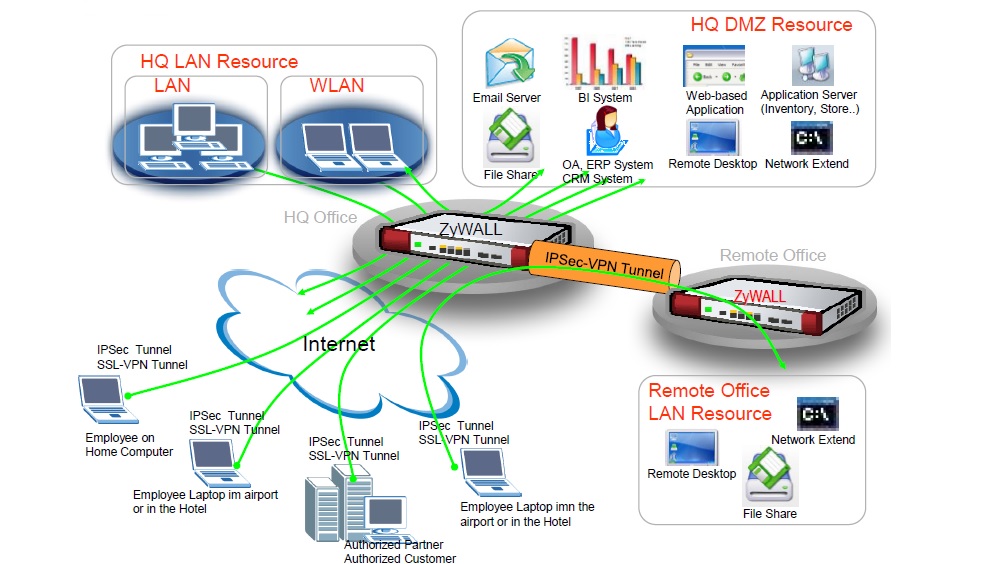 HQ DMZ Resource
HQ LAN Resource
LAN
WLAN
Email Server
BI System
Web-based
Application
Application Server
(Inventory, Store..)
File Share
OA, ERP System
CRM System
Remote Desktop
C:\
Network Extend
HQ Office
ZyWALL
IPSec-VPN Tunnel
Remote Office
ZyWALL
Internet
IPSec Tunnel
SSL-VPN Tunnel
Employee on
Home Computer
IPSec Tunnel
SSL-VPN Tunnel
Employee Laptop im airport
or in the Hotel
IPSec Tunnel
SSL-VPN Tunnel
Authorized Partner
Authorized Customer
IPSec Tunnel
SSL-VPN Tunnel
Employee Laptop imn the
airport or in the Hotel
Remote Office
LAN Resource
C:\
Network Extend
Remote Desktop
File Share